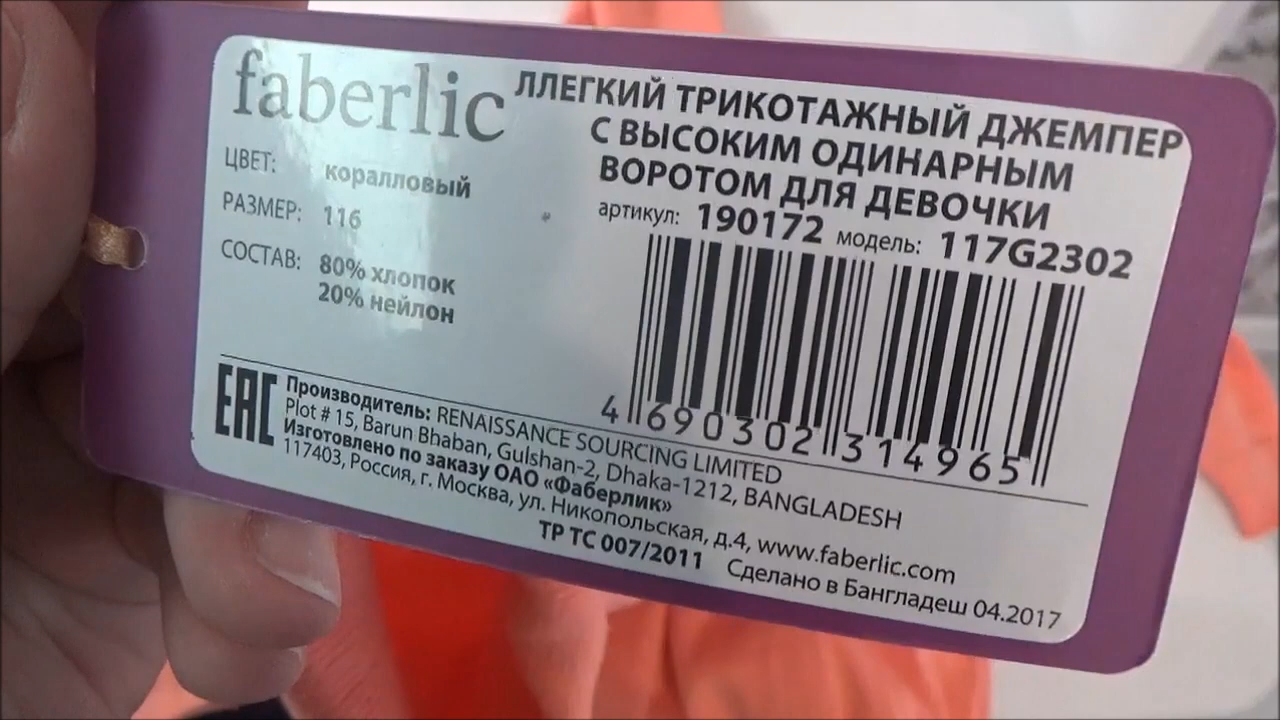 faberlic
ЛЛЕГКИЙ ТРИКОТАЖНЫЙ ДЖЕМПЕР
С ВЫСОКИМ ОДИНАРНЫМ
ВОРОТОМ ДЛЯ ДЕВОЧКИ
артикул: 190172 модель: 117G2302
ЦВЕТ: коралловый
РАЗМЕР: 116
СОСТАВ: 80% хлопок
20% нейлон
4 690302 314965
EAC
Производитель: RENAISSANCE SOURCING LIMITED
Plot # 15, Barun Bhaban, Gulshan-2, Dhaka-1212, BANGLADESH
Изготовлено по заказу ОАО «Фаберлик»
117403, Россия, г. Москва, ул. Никопольская, д.4, www.faberlic.com
ТР ТС 007/2011 Сделано в Бангладеш 04.2017